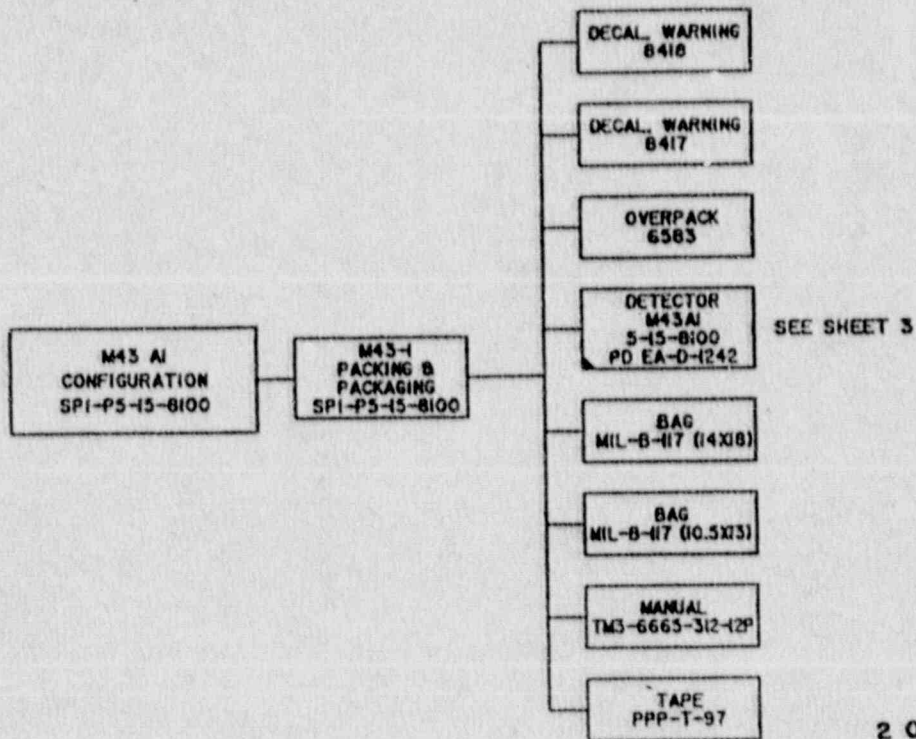 DECAL, WARNING
8418
DECAL, WARNING
8417
OVERPACK
6583
DETECTOR
M43A1
5-15-8100
PD EA-D-1242
SEE SHEET 3
M43 A1
CONFIGURATION
SP1-P5-15-8100
M43-1
PACKING &
PACKAGING
SP1-P5-15-8100
BAG
MIL-B-117 (14X18)
BAG
MIL-B-117 (10.5X13)
MANUAL
TM3-6665-312-12P
TAPE
PPP-T-97
2